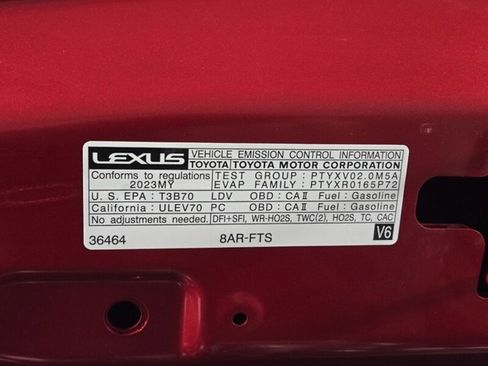 LEXUS VEHICLE EMISSION CONTROL INFORMATION
TOYOTA/TOYOTA MOTOR CORPORATION
Conforms to regulations TEST GROUP : PTYXV02.0M5A
2023MY EVAP FAMILY : PTYXR0165P72
U. S. EPA : T3B70 LDV OBD : CAⅡ Fuel : Gasoline
California : ULEV70 PC OBD : CAⅡ Fuel : Gasoline
No adjustments needed. DFI+SFI, WR-HO2S, TWC(2), HO2S, TC, CAC
36464 8AR-FTS V6